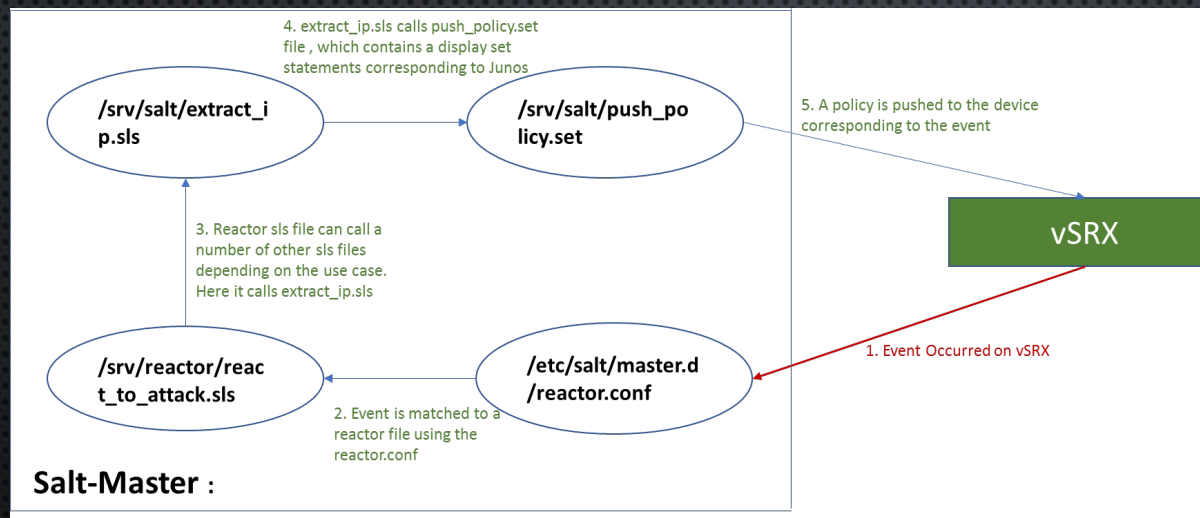 4. extract_ip.sls calls push_policy.set
file , which contains a display set
statements corresponding to Junos
/srv/salt/extract_i
p.sls
/srv/salt/push_po
licy.set
5. A policy is pushed to the device
corresponding to the event
3. Reactor sls file can call a
number of other sls files
depending on the use case.
Here it calls extract_ip.sls
vSRX
1. Event Occurred on vSRX
/srv/reactor/reac
t_to_attack.sls
/etc/salt/master.d
/reactor.conf
2. Event is matched to a
reactor file using the
reactor.conf
Salt-Master :